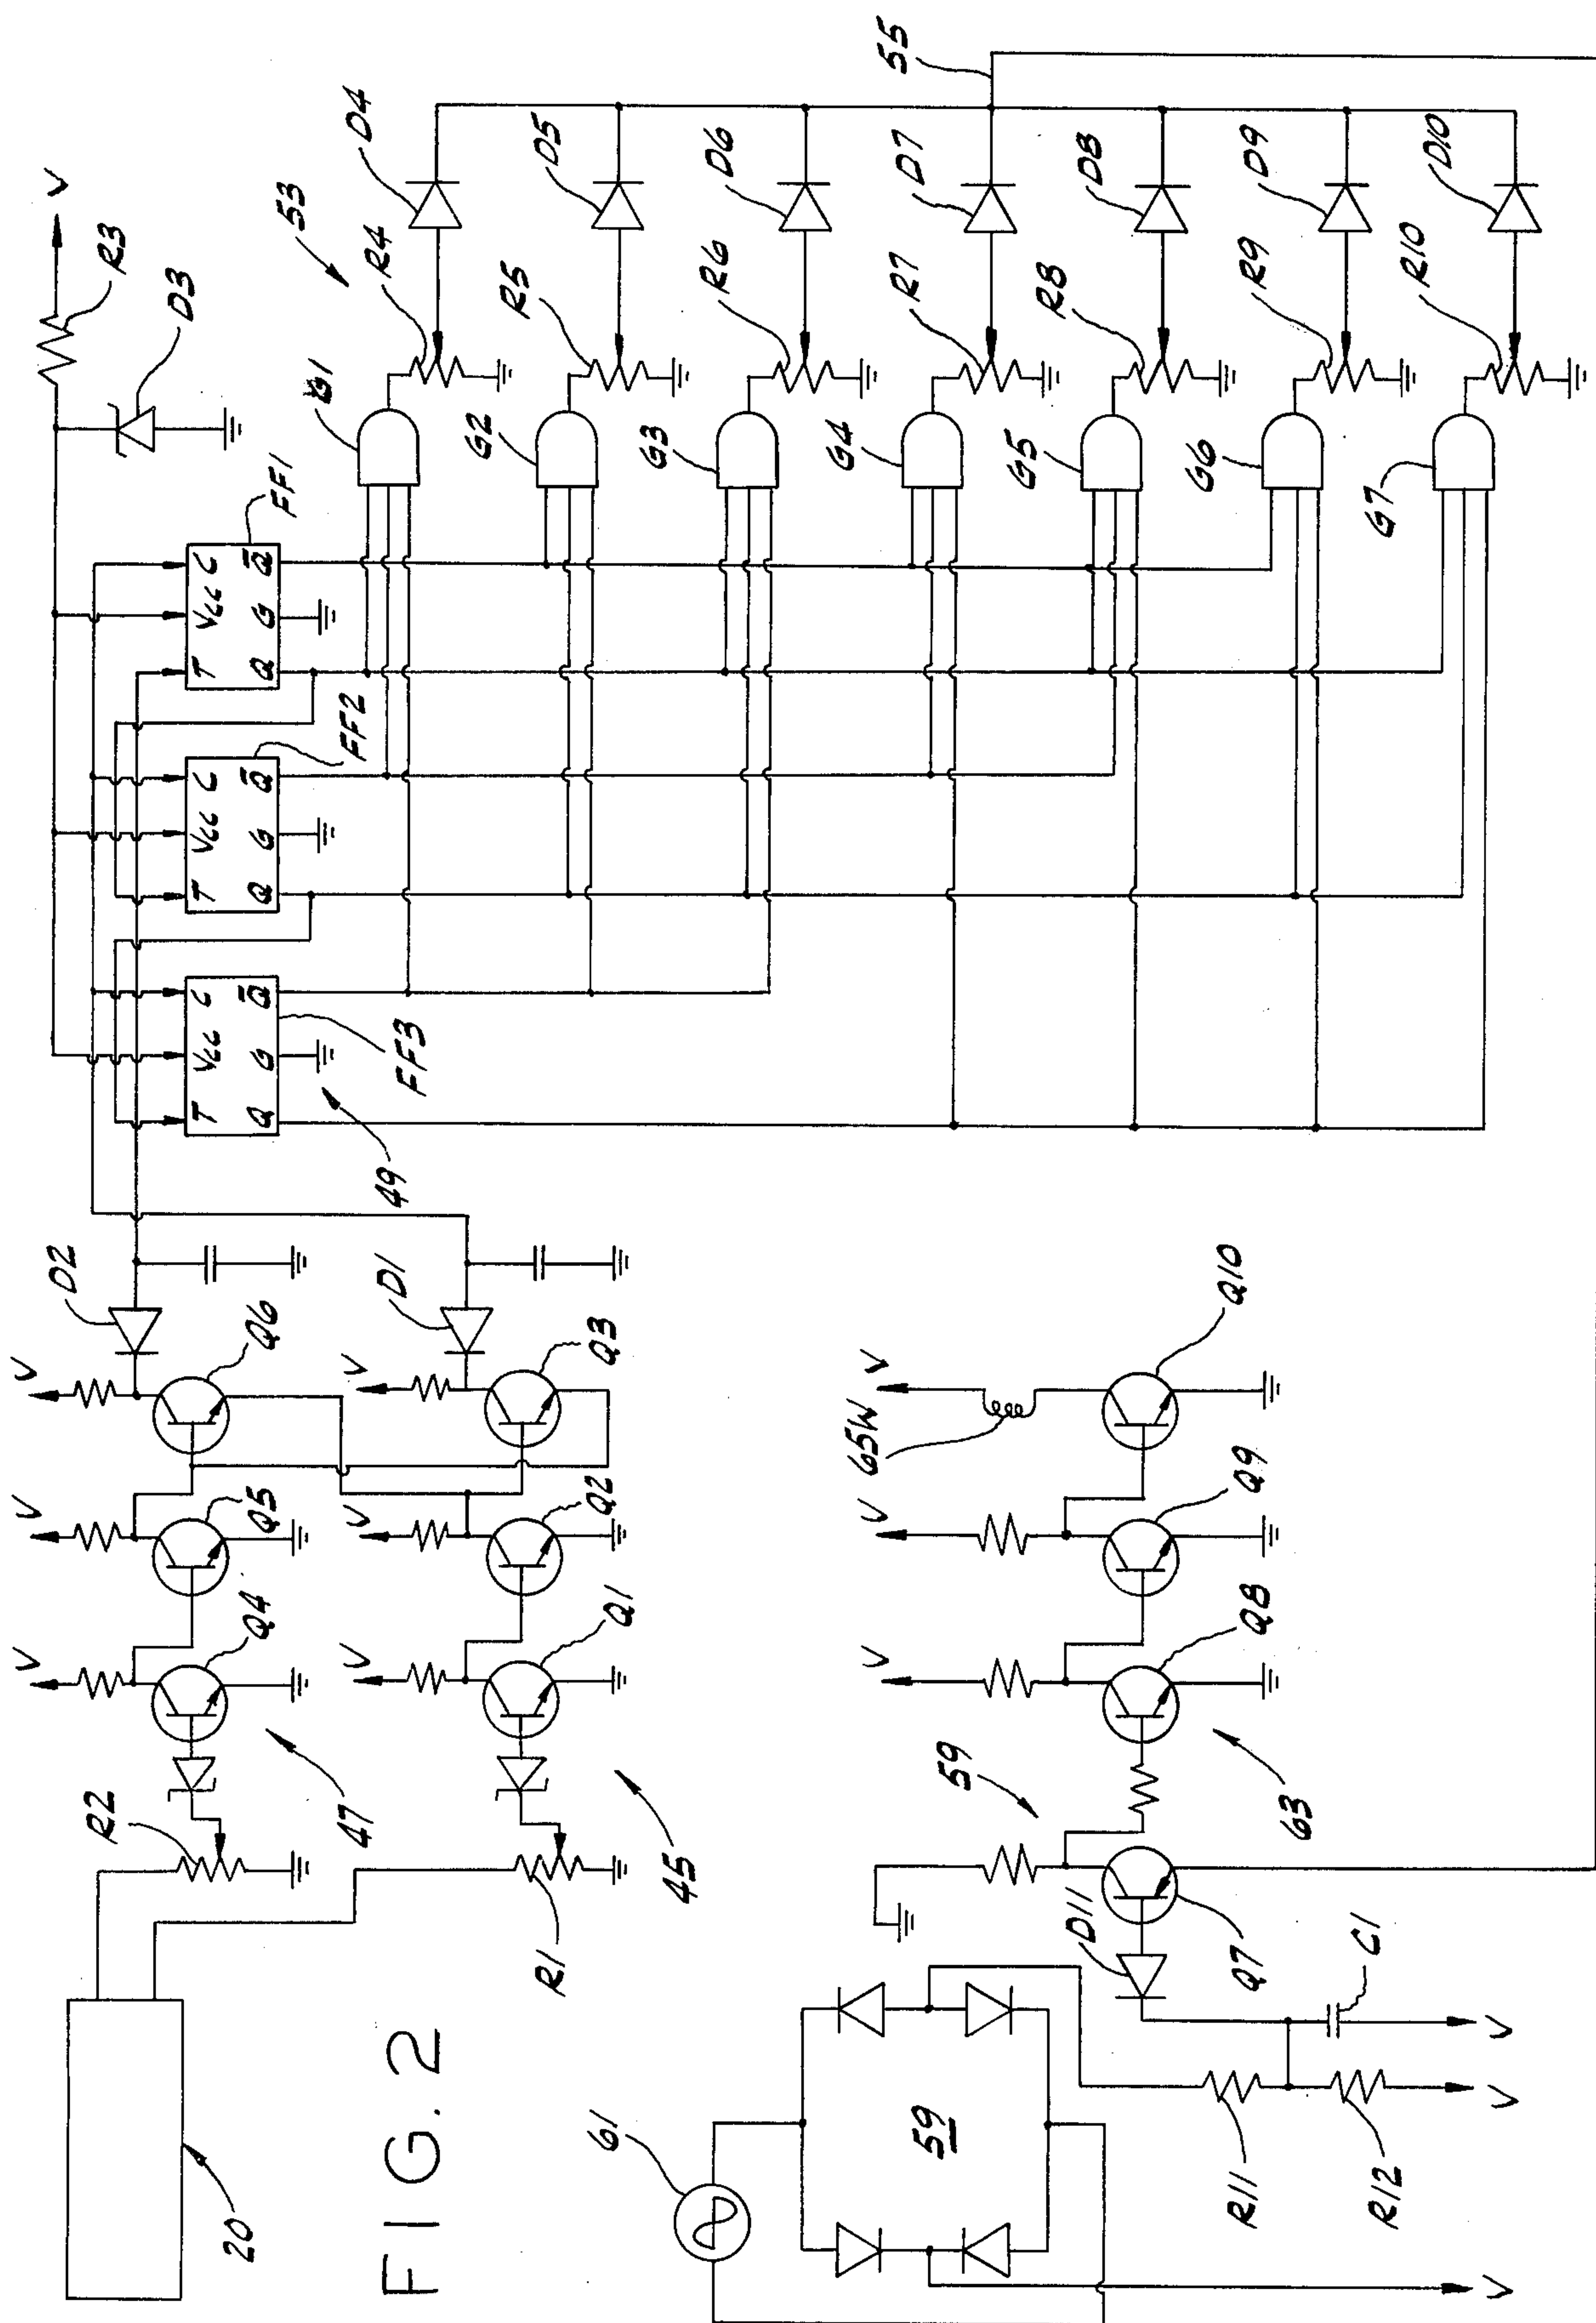 FIG. 2
20
R2
47
Q4
V
Q5
V
Q6
V
D2
R1
45
Q1
V
Q2
V
Q3
V
D1
49
T VCC C
Q G Q̅
FF3
T VCC C
Q G Q̅
FF2
T VCC C
Q G Q̅
FF1
D3
R3
V
53
G1
R4
D4
G2
R5
D5
G3
R6
D6
G4
R7
D7
55
G5
R8
D8
G6
R9
D9
G7
R10
D10
61
59
V
R11
V
R12
V
C1
D11
Q7
59
63
Q8
V
Q9
V
65W
V
Q10